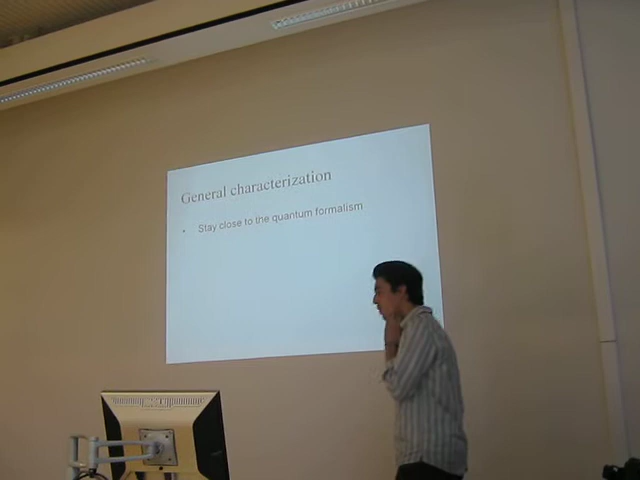 General characterization
• Stay close to the quantum formalism